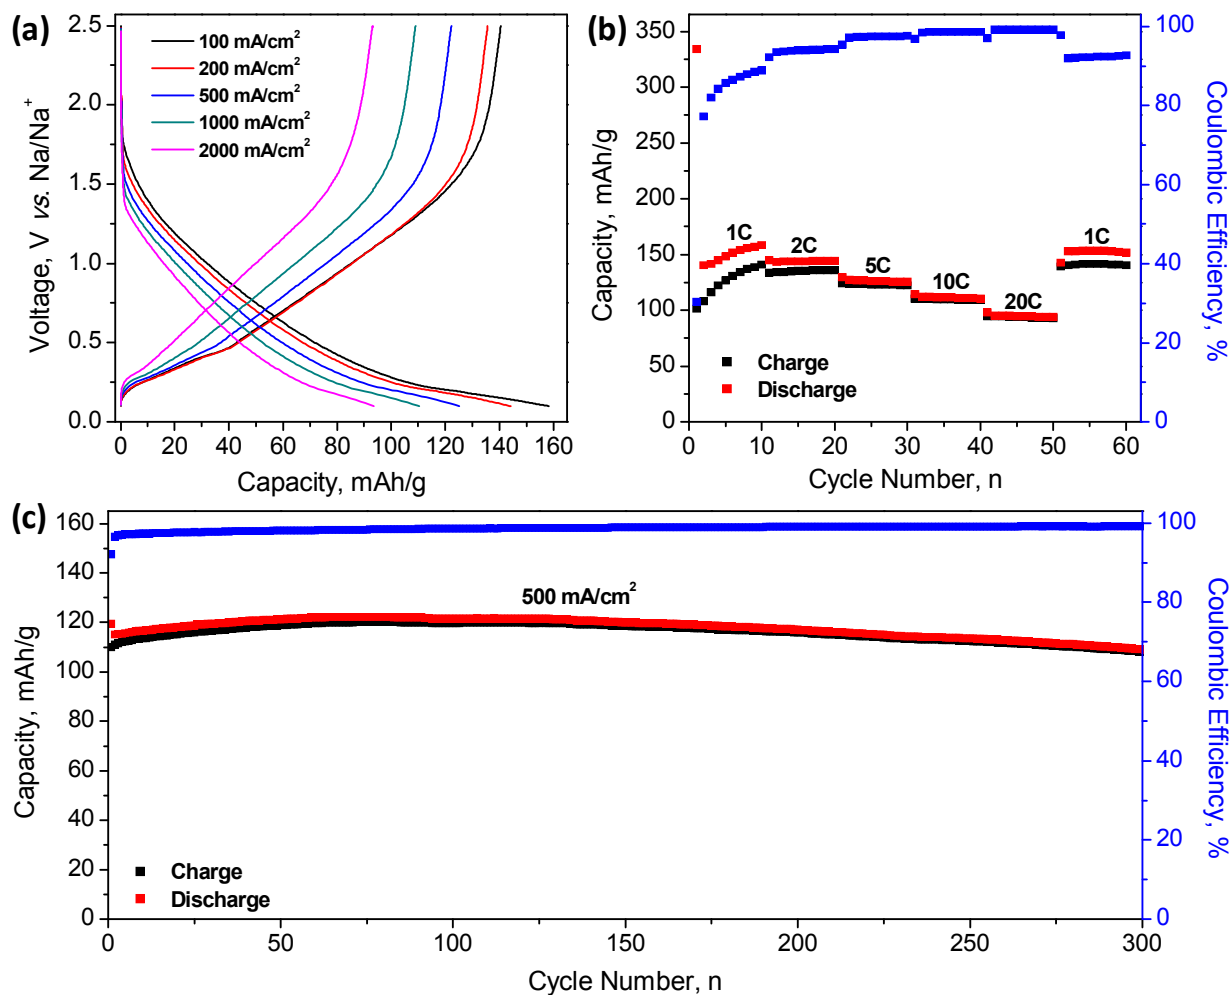 (a)
100 mA/cm²
200 mA/cm²
500 mA/cm²
1000 mA/cm²
2000 mA/cm²
Voltage, V vs. Na/Na⁺
2.5
2.0
1.5
1.0
0.5
0.0
0 20 40 60 80 100 120 140 160
Capacity, mAh/g
(b)
Capacity, mAh/g
350
300
250
200
150
100
50
0
1C
2C
5C
10C
20C
1C
Charge
Discharge
0 10 20 30 40 50 60
Cycle Number, n
100
80
60
40
20
0
Coulombic Efficiency, %
(c)
Capacity, mAh/g
160
140
120
100
80
60
40
20
0
500 mA/cm²
Charge
Discharge
0 50 100 150 200 250 300
Cycle Number, n
100
80
60
40
20
0
Coulombic Efficiency, %